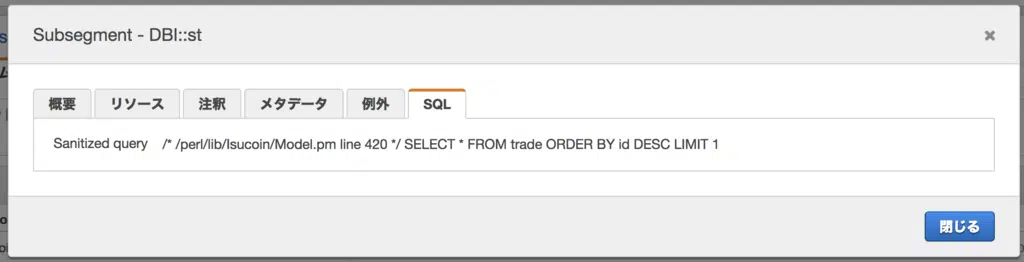 Subsegment - DBI::st
×
概要 リソース 注釈 メタデータ 例外 SQL
Sanitized query /* /perl/lib/Isucoin/Model.pm line 420 */ SELECT * FROM trade ORDER BY id DESC LIMIT 1
閉じる